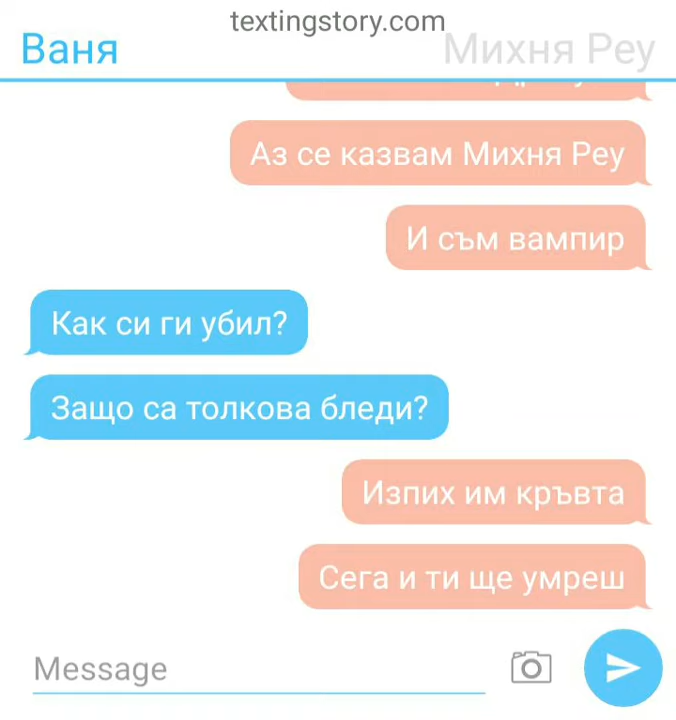 textingstory.com
Ваня
Михня Реу
Аз се казвам Михня Реу
И съм вампир
Как си ги убил?
Защо са толкова бледи?
Изпих им кръвта
Сега и ти ще умреш
Message